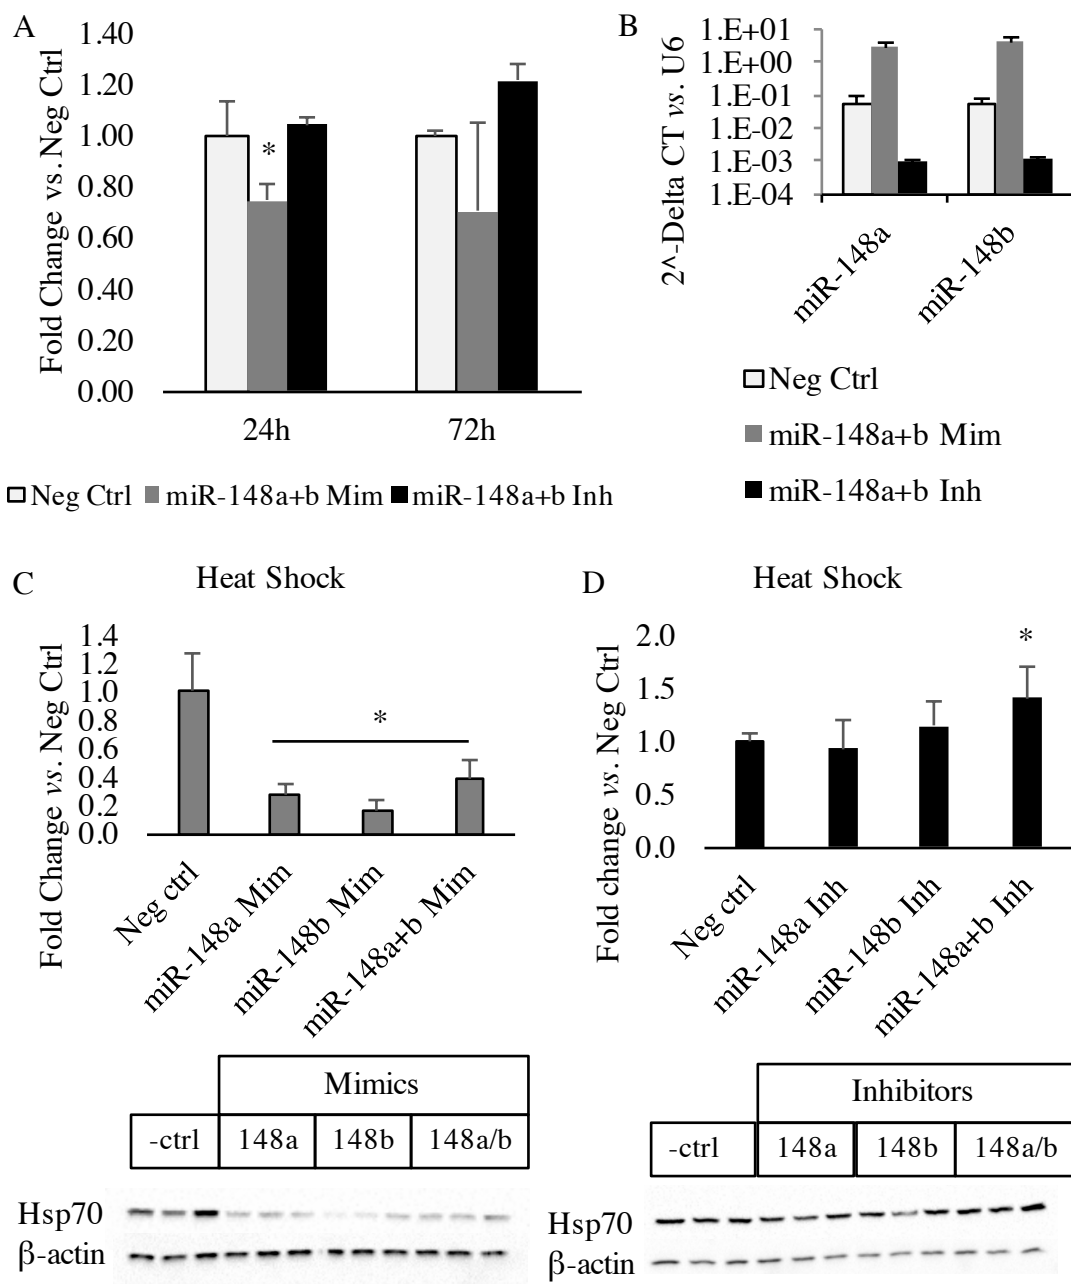 A
Fold Change vs. Neg Ctrl
1.40
1.20
1.00
0.80
0.60
0.40
0.20
0.00
*
24h
72h
Neg Ctrl
miR-148a+b Mim
miR-148a+b Inh
B
2^-Delta CT vs. U6
1.E+01
1.E+00
1.E-01
1.E-02
1.E-03
1.E-04
miR-148a
miR-148b
Neg Ctrl
miR-148a+b Mim
miR-148a+b Inh
C
Heat Shock
Fold Change vs. Neg Ctrl
1.4
1.2
1.0
0.8
0.6
0.4
0.2
0.0
*
Neg ctrl
miR-148a Mim
miR-148b Mim
miR-148a+b Mim
Mimics
-ctrl
148a
148b
148a/b
Hsp70
β-actin
D
Heat Shock
Fold change vs. Neg Ctrl
2.0
1.5
1.0
0.5
0.0
*
Neg ctrl
miR-148a Inh
miR-148b Inh
miR-148a+b Inh
Inhibitors
-ctrl
148a
148b
148a/b
Hsp70
β-actin